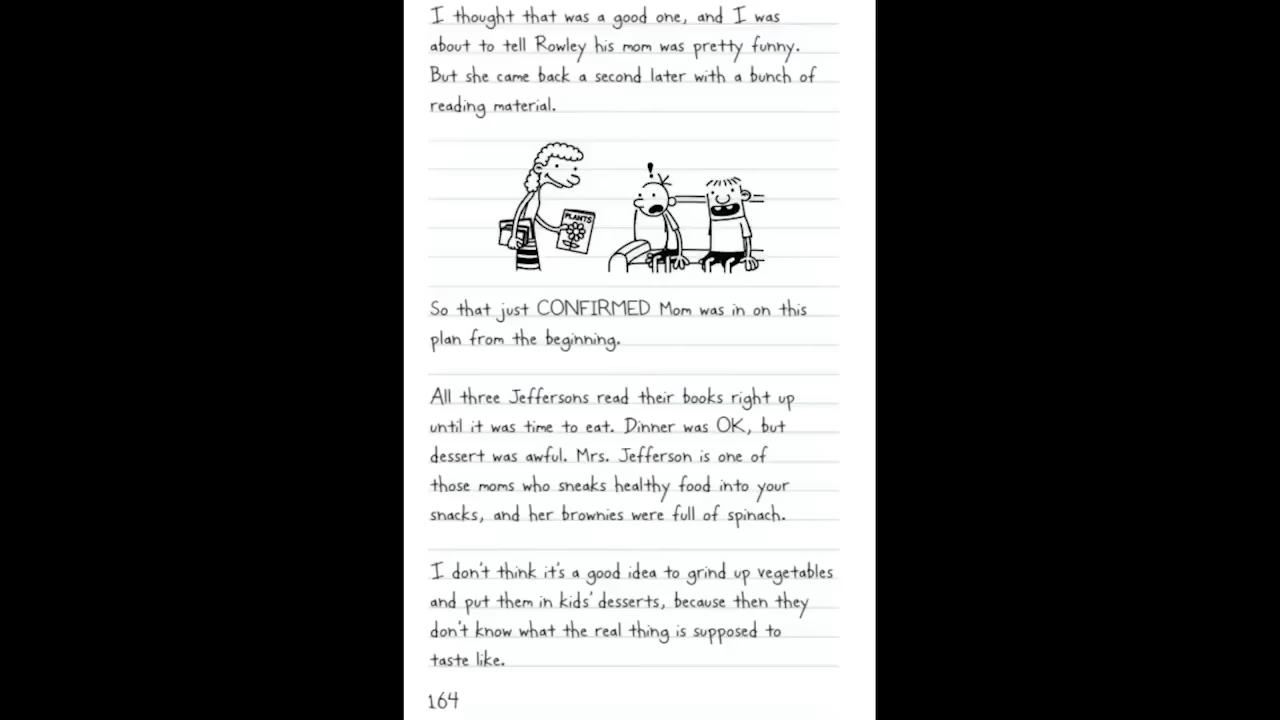 I thought that was a good one, and I was
about to tell Rowley his mom was pretty funny.
But she came back a second later with a bunch of
reading material.
!
PLANTS
So that just CONFIRMED Mom was in on this
plan from the beginning.
All three Jeffersons read their books right up
until it was time to eat. Dinner was OK, but
dessert was awful. Mrs. Jefferson is one of
those moms who sneaks healthy food into your
snacks, and her brownies were full of spinach.
I don't think it's a good idea to grind up vegetables
and put them in kids' desserts, because then they
don't know what the real thing is supposed to
taste like.
164